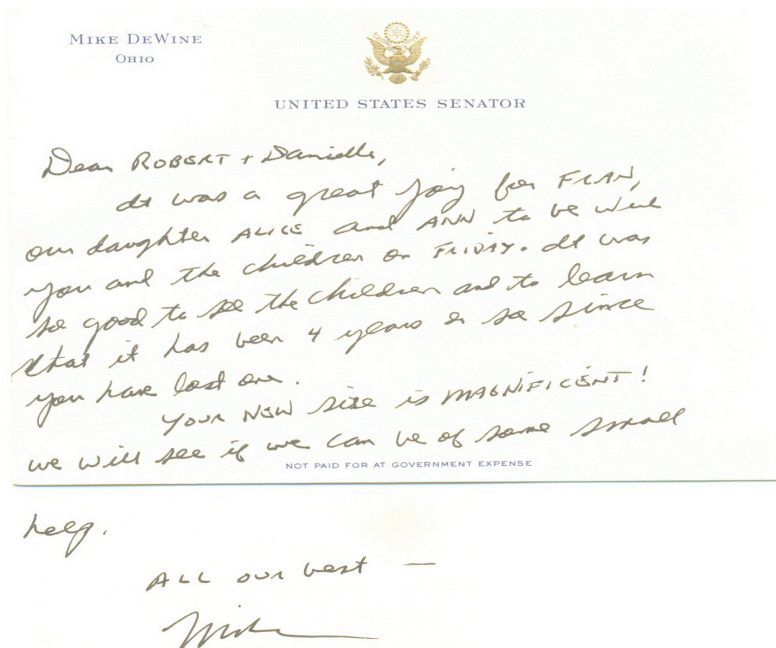 MIKE DEWINE
OHIO
UNITED STATES SENATOR
Dear ROBERT + Danielle,
It was a great joy for FRAN,
our daughter ALICE and ANN to be with
you and the children on FRIDAY. It was
so good to see the children and to learn
that it has been 4 years or so since
you have lost one.
YOUR NEW site is MAGNIFICENT!
we will see if we can be of some small
NOT PAID FOR AT GOVERNMENT EXPENSE
help.
ALL our best —
Mike